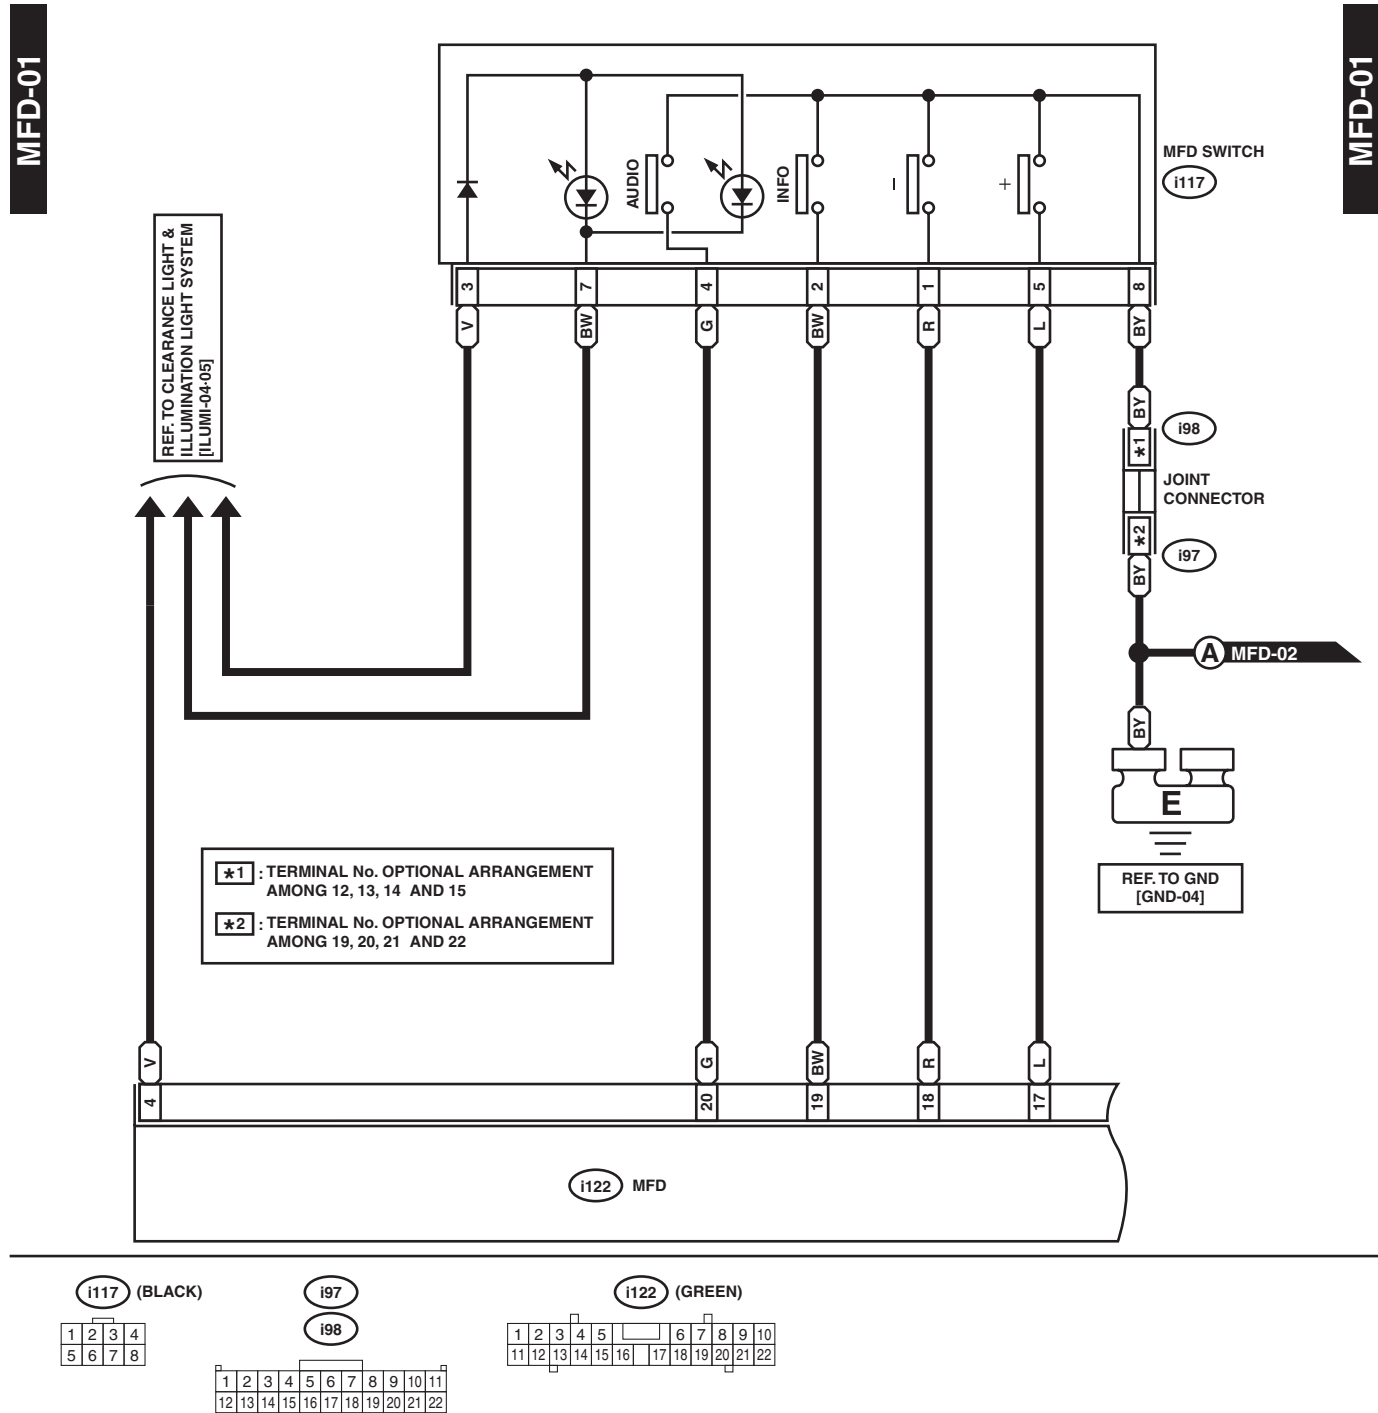 MFD-01
MFD-01
MFD SWITCH
i117
AUDIO
INFO
–
+
3
7
4
2
1
5
8
V
BW
G
BW
R
L
BY
REF. TO CLEARANCE LIGHT &
ILLUMINATION LIGHT SYSTEM
[ILUMI-04·05]
BY
i98
*1
JOINT
CONNECTOR
*2
i97
BY
A MFD-02
BY
E
REF. TO GND
[GND-04]
*1 : TERMINAL No. OPTIONAL ARRANGEMENT
AMONG 12, 13, 14 AND 15
*2 : TERMINAL No. OPTIONAL ARRANGEMENT
AMONG 19, 20, 21 AND 22
V
G
BW
R
L
4
20
19
18
17
i122 MFD
i117 (BLACK)
1 2 3 4
5 6 7 8
i97
i98
1 2 3 4 5 6 7 8 9 10 11
12 13 14 15 16 17 18 19 20 21 22
i122 (GREEN)
1 2 3 4 5 6 7 8 9 10
11 12 13 14 15 16 17 18 19 20 21 22